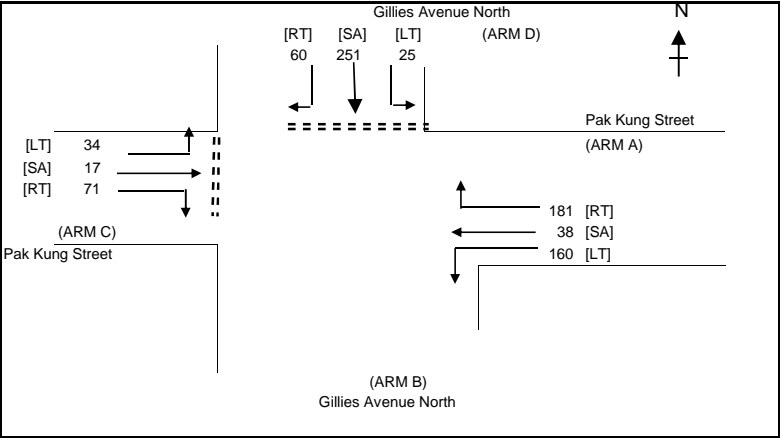 Gillies Avenue North
N
[RT] [SA] [LT] (ARM D)
60 251 25
Pak Kung Street
(ARM A)
[LT] 34
[SA] 17
[RT] 71
181 [RT]
38 [SA]
160 [LT]
(ARM C)
Pak Kung Street
(ARM B)
Gillies Avenue North